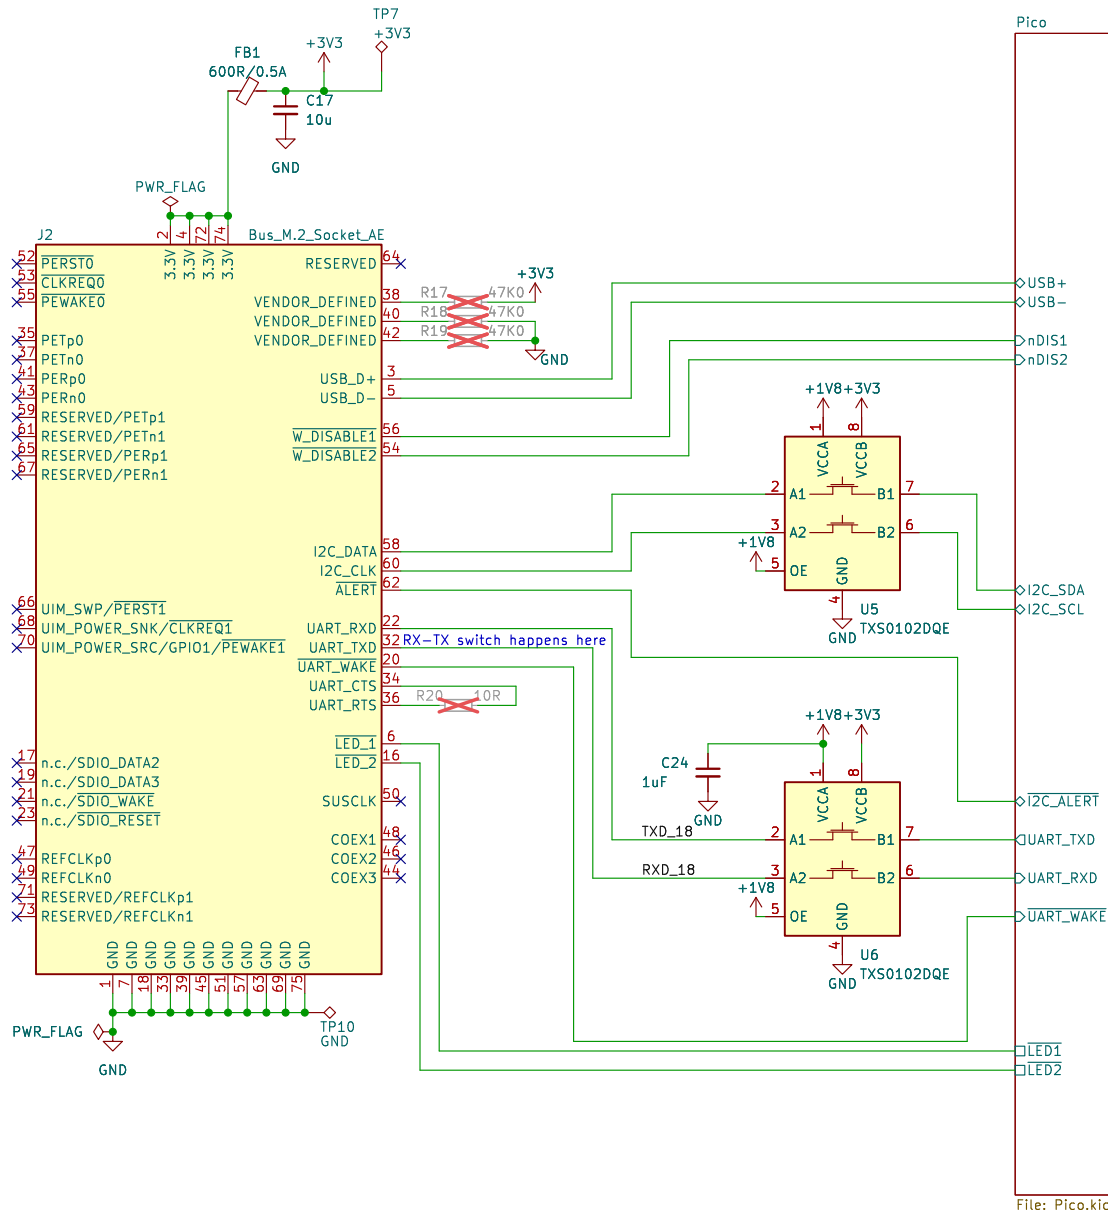 Pico
TP7
+3V3
+3V3
FB1
600R/0.5A
C17
10u
GND
PWR_FLAG
J2
Bus_M.2_Socket_AE
2
4
72
74
3.3V
3.3V
3.3V
3.3V
52
PERST0
53
CLKREQ0
55
PEWAKE0
35
PETp0
37
PETn0
41
PERp0
43
PERn0
59
RESERVED/PETp1
61
RESERVED/PETn1
65
RESERVED/PERp1
67
RESERVED/PERn1
66
UIM_SWP/PERST1
68
UIM_POWER_SNK/CLKREQ1
70
UIM_POWER_SRC/GPIO1/PEWAKE1
17
n.c./SDIO_DATA2
19
n.c./SDIO_DATA3
21
n.c./SDIO_WAKE
23
n.c./SDIO_RESET
47
REFCLKp0
49
REFCLKn0
71
RESERVED/REFCLKp1
73
RESERVED/REFCLKn1
RESERVED
64
VENDOR_DEFINED
38
VENDOR_DEFINED
40
VENDOR_DEFINED
42
USB_D+
3
USB_D-
5
W_DISABLE1
56
W_DISABLE2
54
I2C_DATA
58
I2C_CLK
60
ALERT
62
UART_RXD
22
UART_TXD
32
UART_WAKE
20
UART_CTS
34
UART_RTS
36
LED_1
6
LED_2
16
SUSCLK
50
COEX1
48
COEX2
46
COEX3
44
GND
GND
GND
GND
GND
GND
GND
GND
GND
GND
GND
1
7
18
33
39
45
51
57
63
69
75
PWR_FLAG
GND
TP10
GND
+3V3
R17
47K0
R18
47K0
R19
47K0
GND
RX-TX switch happens here
R20
10R
+1V8
+3V3
1
8
VCCA
VCCB
2
A1
B1
7
3
A2
B2
6
+1V8
5
OE
GND
4
GND
U5
TXS0102DQE
+1V8
+3V3
C24
1uF
GND
1
8
VCCA
VCCB
TXD_18
2
A1
B1
7
RXD_18
3
A2
B2
6
+1V8
5
OE
GND
4
GND
U6
TXS0102DQE
USB+
USB-
nDIS1
nDIS2
I2C_SDA
I2C_SCL
I2C_ALERT
UART_TXD
UART_RXD
UART_WAKE
LED1
LED2
File: Pico.kic